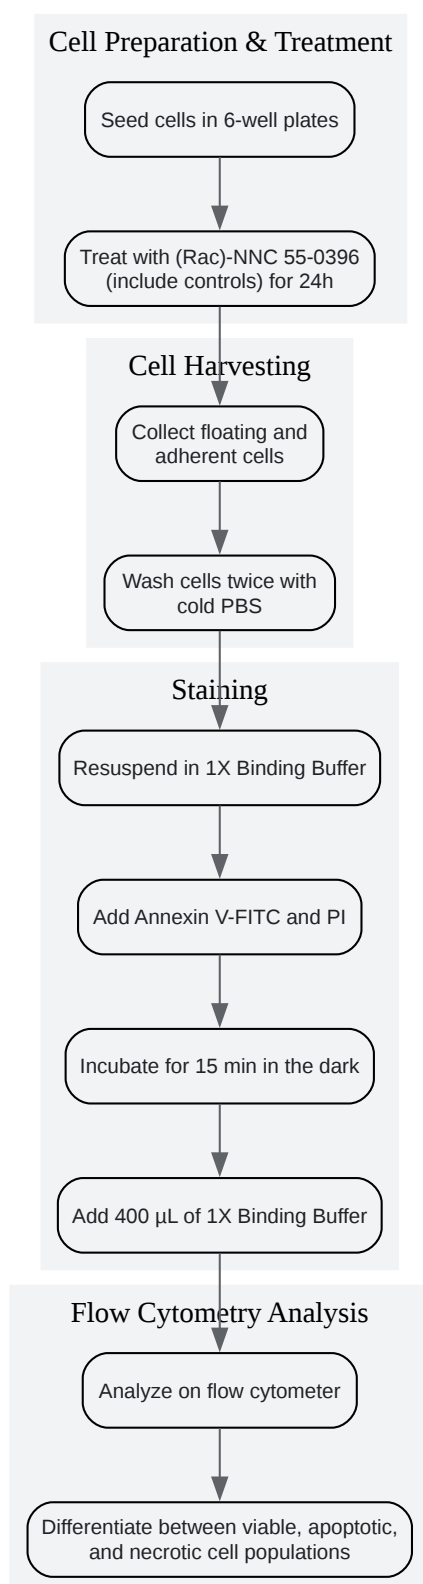 Cell Preparation & Treatment
Seed cells in 6-well plates
Treat with (Rac)-NNC 55-0396
(include controls) for 24h
Cell Harvesting
Collect floating and
adherent cells
Wash cells twice with
cold PBS
Staining
Resuspend in 1X Binding Buffer
Add Annexin V-FITC and PI
Incubate for 15 min in the dark
Add 400 µL of 1X Binding Buffer
Flow Cytometry Analysis
Analyze on flow cytometer
Differentiate between viable, apoptotic,
and necrotic cell populations